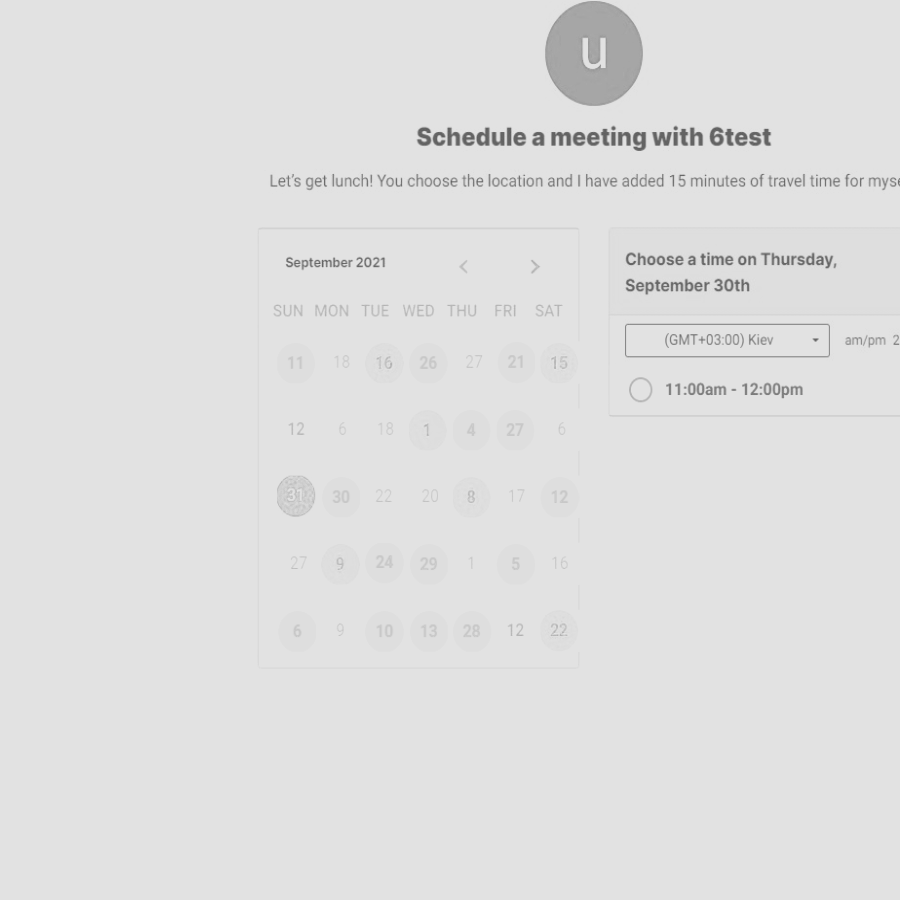 u
Schedule a meeting with 6test
Let's get lunch! You choose the location and I have added 15 minutes of travel time for myse
September 2021
SUN MON TUE WED THU FRI SAT
11 18 16 26 27 21 15
12 6 18 1 4 27 6
31 30 22 20 8 17 12
27 9 24 29 1 5 16
6 9 10 13 28 12 22
Choose a time on Thursday,
September 30th
(GMT+03:00) Kiev am/pm 2
11:00am - 12:00pm